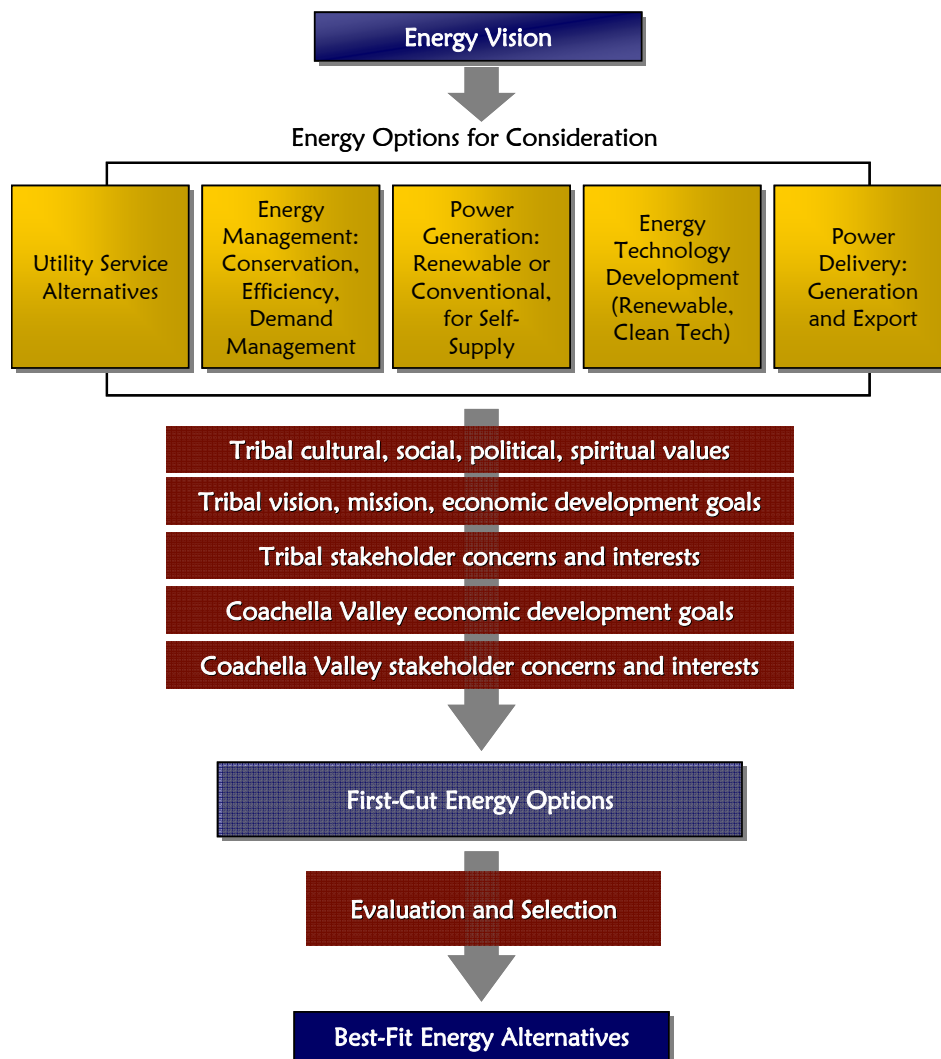 Energy Vision
Energy Options for Consideration
Utility Service
Alternatives
Energy
Management:
Conservation,
Efficiency,
Demand
Management
Power
Generation:
Renewable or
Conventional,
for Self-
Supply
Energy
Technology
Development
(Renewable,
Clean Tech)
Power
Delivery:
Generation
and Export
Tribal cultural, social, political, spiritual values
Tribal vision, mission, economic development goals
Tribal stakeholder concerns and interests
Coachella Valley economic development goals
Coachella Valley stakeholder concerns and interests
First-Cut Energy Options
Evaluation and Selection
Best-Fit Energy Alternatives